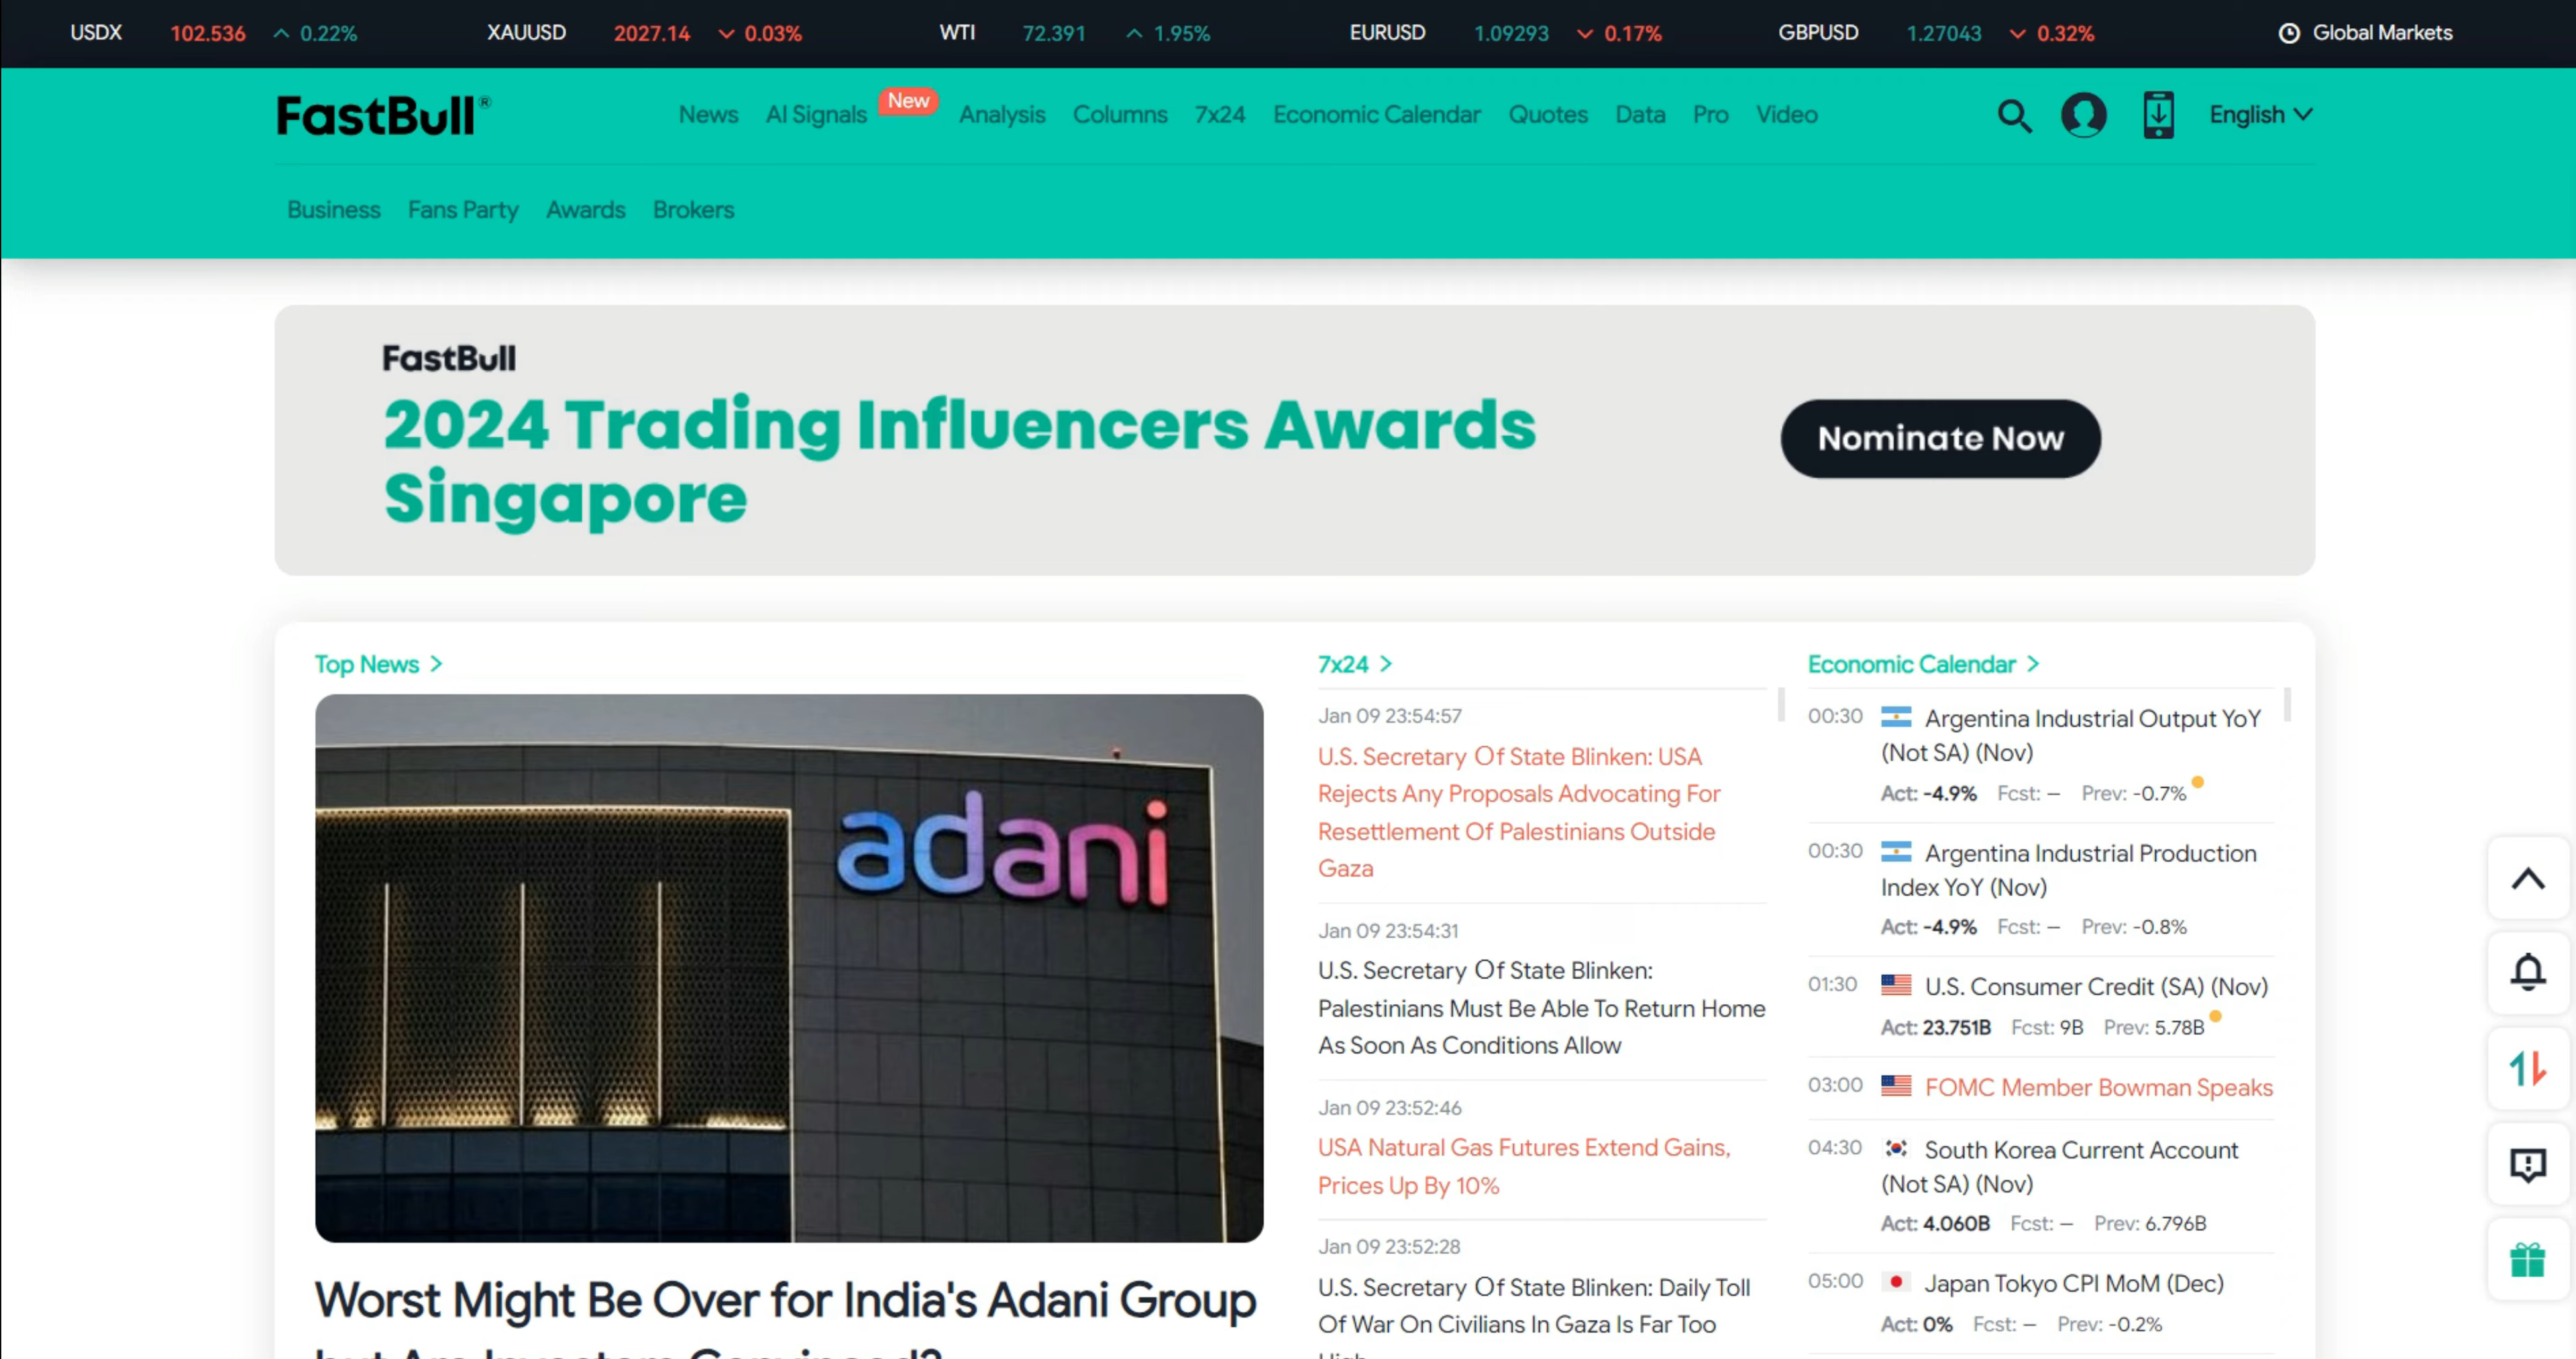 USDX 102.536 0.22% XAUUSD 2027.14 0.03% WTI 72.391 1.95% EURUSD 1.09293 0.17% GBPUSD 1.27043 0.32% Global Markets
FastBull®
News AI Signals New Analysis Columns 7x24 Economic Calendar Quotes Data Pro Video
English
Business Fans Party Awards Brokers
FastBull
2024 Trading Influencers Awards
Singapore
Nominate Now
Top News >
adani
Worst Might Be Over for India's Adani Group
but Are Investors Convinced?
7x24 >
Jan 09 23:54:57
U.S. Secretary Of State Blinken: USA
Rejects Any Proposals Advocating For
Resettlement Of Palestinians Outside
Gaza
Jan 09 23:54:31
U.S. Secretary Of State Blinken:
Palestinians Must Be Able To Return Home
As Soon As Conditions Allow
Jan 09 23:52:46
USA Natural Gas Futures Extend Gains,
Prices Up By 10%
Jan 09 23:52:28
U.S. Secretary Of State Blinken: Daily Toll
Of War On Civilians In Gaza Is Far Too
High
Economic Calendar >
00:30 Argentina Industrial Output YoY
(Not SA) (Nov)
Act: -4.9% Fcst: – Prev: -0.7%
00:30 Argentina Industrial Production
Index YoY (Nov)
Act: -4.9% Fcst: – Prev: -0.8%
01:30 U.S. Consumer Credit (SA) (Nov)
Act: 23.751B Fcst: 9B Prev: 5.78B
03:00 FOMC Member Bowman Speaks
04:30 South Korea Current Account
(Not SA) (Nov)
Act: 4.060B Fcst: – Prev: 6.796B
05:00 Japan Tokyo CPI MoM (Dec)
Act: 0% Fcst: – Prev: -0.2%